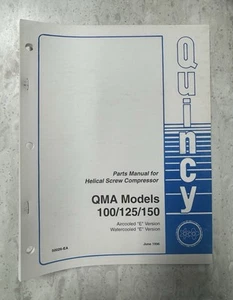 Quincy
Parts Manual for
Helical Screw Compressor
QMA Models
100/125/150
Aircooled "E" Version
Watercooled "E" Version